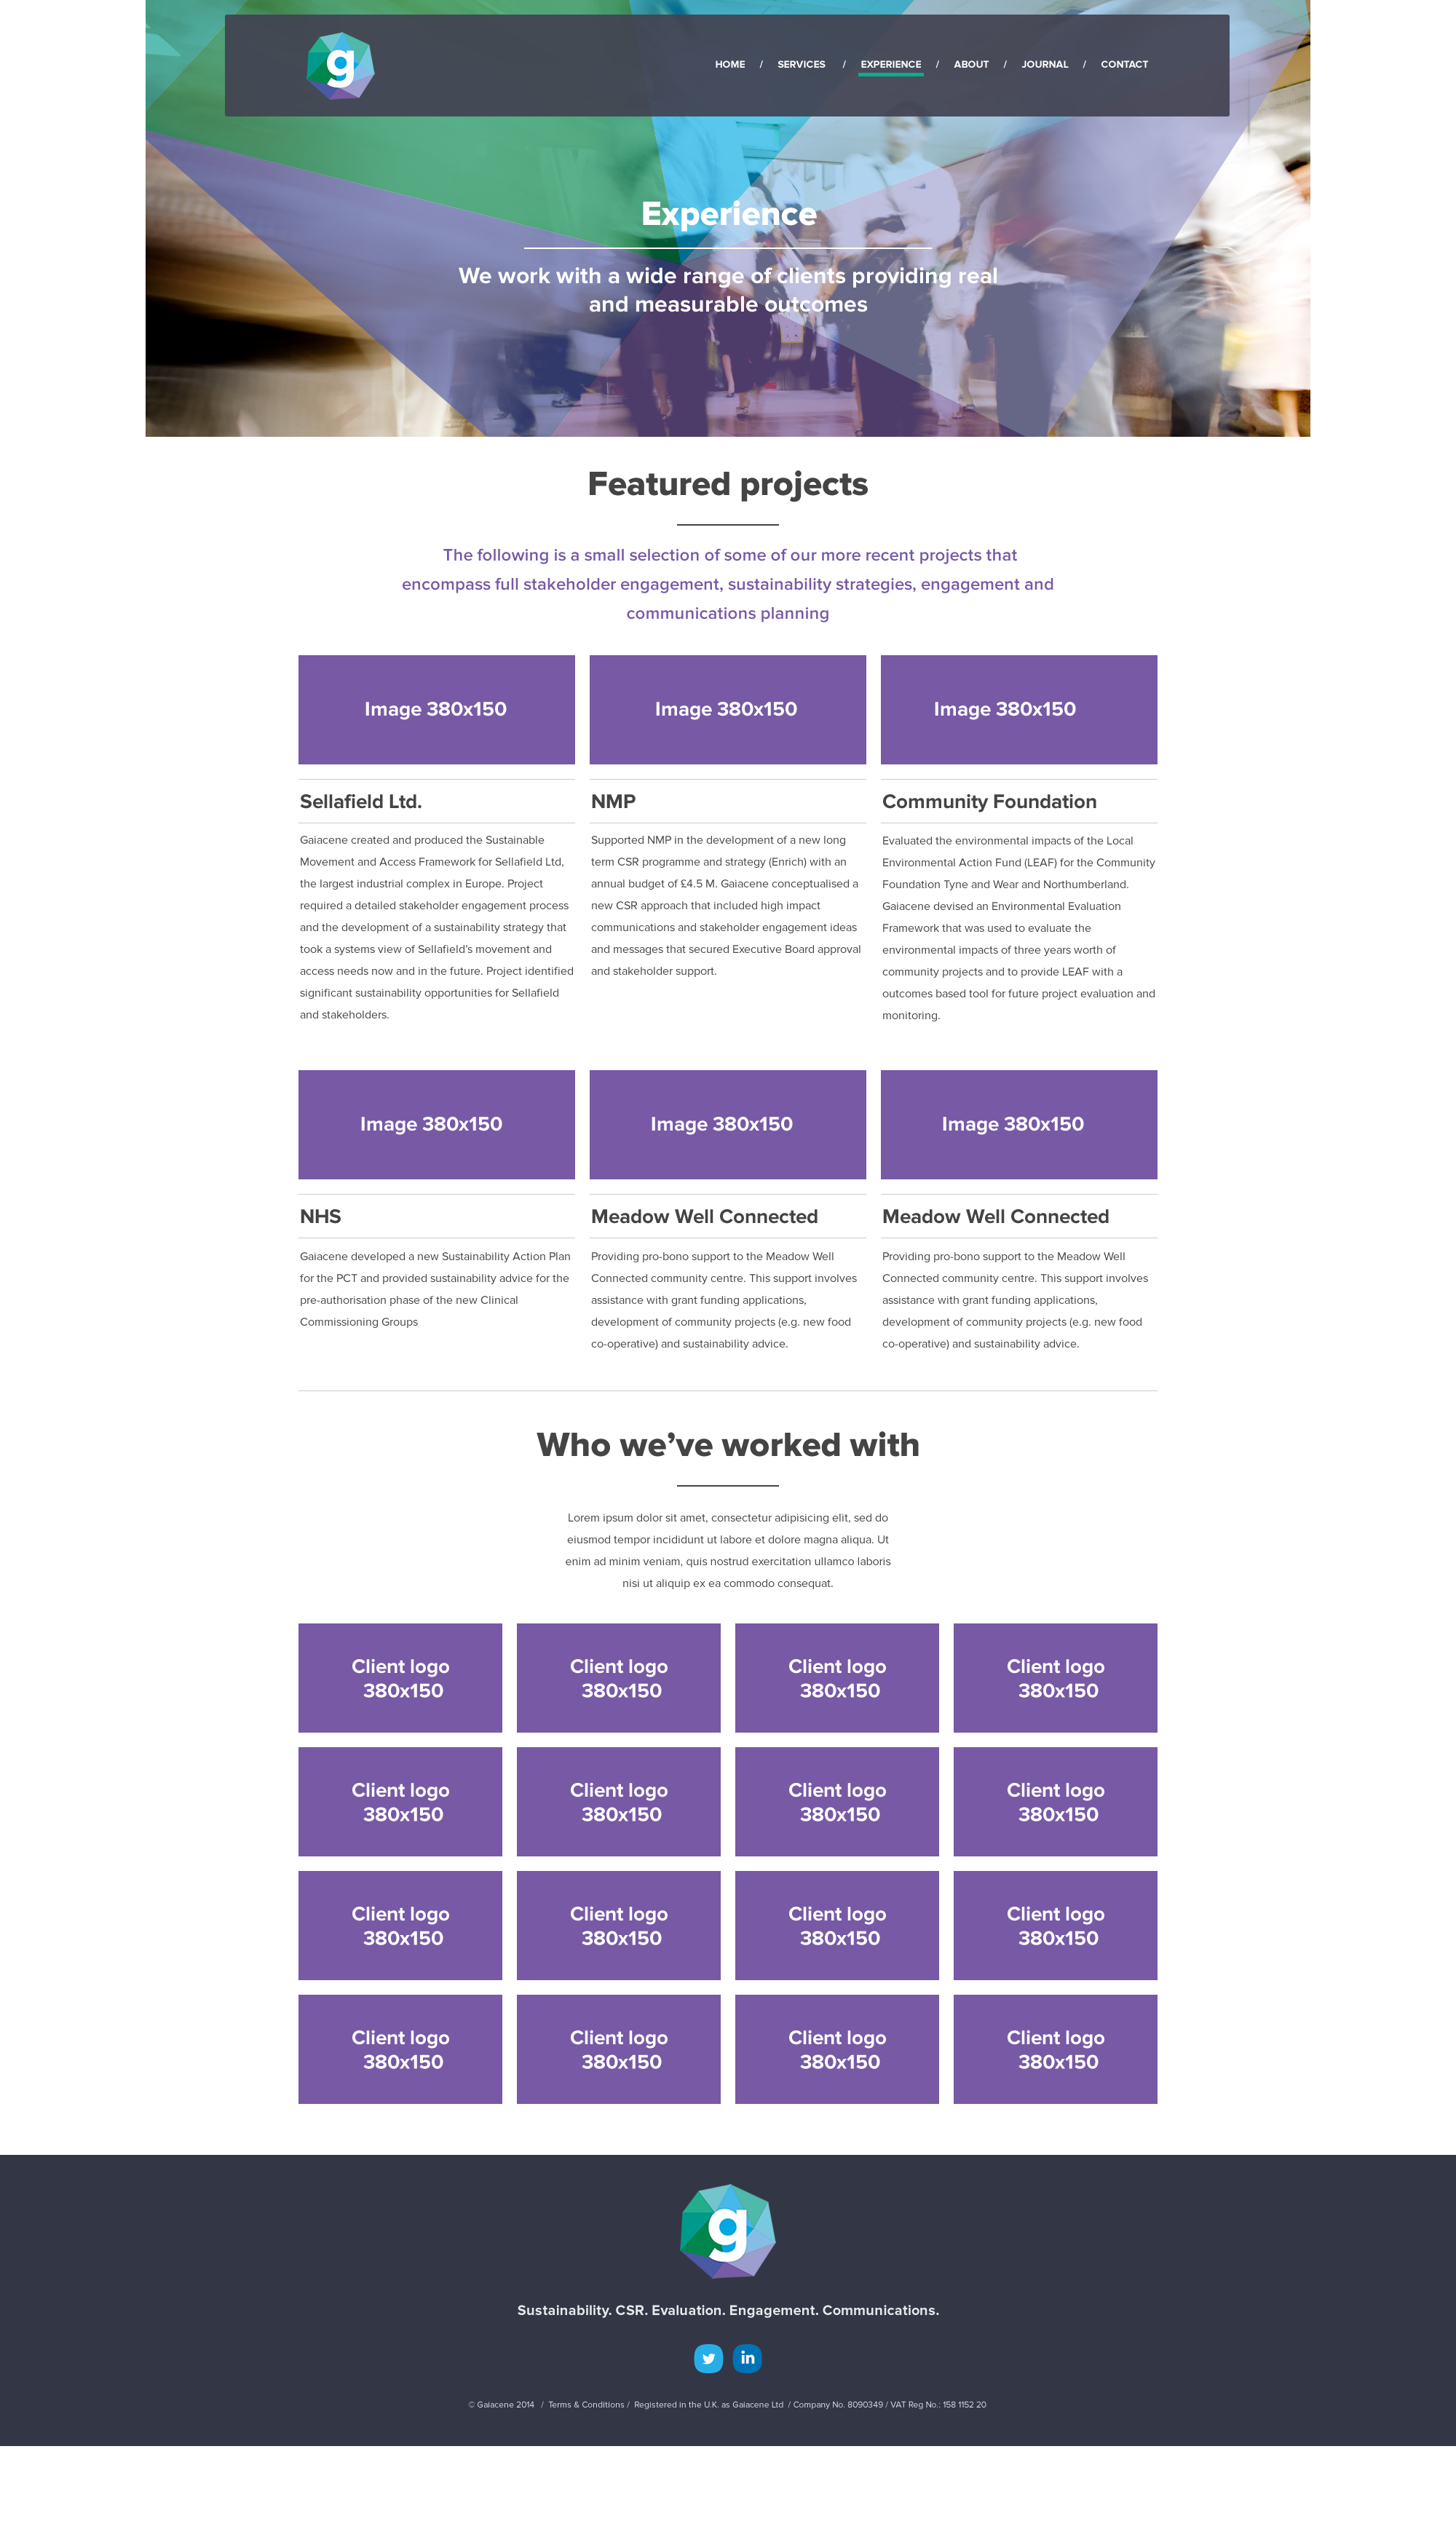 g
HOME / SERVICES / EXPERIENCE / ABOUT / JOURNAL / CONTACT
Experience
We work with a wide range of clients providing real
and measurable outcomes
Featured projects
The following is a small selection of some of our more recent projects that
encompass full stakeholder engagement, sustainability strategies, engagement and
communications planning
Image 380x150
Image 380x150
Image 380x150
Sellafield Ltd.
Gaiacene created and produced the Sustainable
Movement and Access Framework for Sellafield Ltd,
the largest industrial complex in Europe. Project
required a detailed stakeholder engagement process
and the development of a sustainability strategy that
took a systems view of Sellafield’s movement and
access needs now and in the future. Project identified
significant sustainability opportunities for Sellafield
and stakeholders.
NMP
Supported NMP in the development of a new long
term CSR programme and strategy (Enrich) with an
annual budget of £4.5 M. Gaiacene conceptualised a
new CSR approach that included high impact
communications and stakeholder engagement ideas
and messages that secured Executive Board approval
and stakeholder support.
Community Foundation
Evaluated the environmental impacts of the Local
Environmental Action Fund (LEAF) for the Community
Foundation Tyne and Wear and Northumberland.
Gaiacene devised an Environmental Evaluation
Framework that was used to evaluate the
environmental impacts of three years worth of
community projects and to provide LEAF with a
outcomes based tool for future project evaluation and
monitoring.
Image 380x150
Image 380x150
Image 380x150
NHS
Gaiacene developed a new Sustainability Action Plan
for the PCT and provided sustainability advice for the
pre-authorisation phase of the new Clinical
Commissioning Groups
Meadow Well Connected
Providing pro-bono support to the Meadow Well
Connected community centre. This support involves
assistance with grant funding applications,
development of community projects (e.g. new food
co-operative) and sustainability advice.
Meadow Well Connected
Providing pro-bono support to the Meadow Well
Connected community centre. This support involves
assistance with grant funding applications,
development of community projects (e.g. new food
co-operative) and sustainability advice.
Who we’ve worked with
Lorem ipsum dolor sit amet, consectetur adipisicing elit, sed do
eiusmod tempor incididunt ut labore et dolore magna aliqua. Ut
enim ad minim veniam, quis nostrud exercitation ullamco laboris
nisi ut aliquip ex ea commodo consequat.
Client logo
380x150
Client logo
380x150
Client logo
380x150
Client logo
380x150
Client logo
380x150
Client logo
380x150
Client logo
380x150
Client logo
380x150
Client logo
380x150
Client logo
380x150
Client logo
380x150
Client logo
380x150
Client logo
380x150
Client logo
380x150
Client logo
380x150
Client logo
380x150
g
Sustainability. CSR. Evaluation. Engagement. Communications.
in
© Gaiacene 2014 / Terms & Conditions / Registered in the U.K. as Gaiacene Ltd / Company No. 8090349 / VAT Reg No.: 158 1152 20